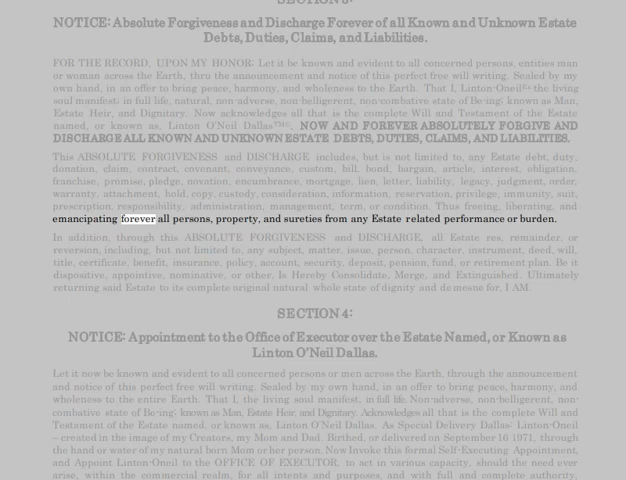 SECTION 3:
NOTICE: Absolute Forgiveness and Discharge Forever of all Known and Unknown Estate
Debts, Duties, Claims, and Liabilities.
FOR THE RECORD, UPON MY HONOR: Let it be known and evident to all concerned persons, entities man
or woman across the Earth, thru the announcement and notice of this perfect free will writing. Sealed by my
own hand, in an offer to bring peace, harmony, and wholeness to the Earth. That I, Linton-Oneil the living
soul manifest; in full life, natural, non-adverse, non-belligerent, non-combative state of Be-ing; known as Man,
Estate Heir, and Dignitary. Now acknowledges all that is the complete Will and Testament of the Estate
named, or known as, Linton O'Neil Dallas. NOW AND FOREVER ABSOLUTELY FORGIVE AND
DISCHARGE ALL KNOWN AND UNKNOWN ESTATE DEBTS, DUTIES, CLAIMS, AND LIABILITIES.
This ABSOLUTE FORGIVENESS and DISCHARGE includes, but is not limited to, any Estate debt, duty,
donation, claim, contract, covenant, conveyance, custom, bill, bond, bargain, article, interest, obligation,
franchise, promise, pledge, novation, encumbrance, mortgage, lien, letter, liability, legacy, judgment, order,
warranty, attachment, hold, copy, custody, consideration, information, reservation, privilege, immunity, suit,
prescription, responsibility, administration, management, term, or condition. Thus freeing, liberating, and
emancipating forever all persons, property, and sureties from any Estate related performance or burden.
In addition, through this ABSOLUTE FORGIVENESS and DISCHARGE, all Estate res, remainder, or
reversion, including, but not limited to, any subject, matter, issue, person, character, instrument, deed, will,
title, certificate, benefit, insurance, policy, account, security, deposit, pension, fund, or retirement plan. Be it
dispositive, appointive, nominative, or other, Is Hereby Consolidate, Merge, and Extinguished. Ultimately
returning said Estate to its complete original natural whole state of dignity and demesne for, I AM.
SECTION 4:
NOTICE: Appointment to the Office of Executor over the Estate Named, or Known as
Linton O'Neil Dallas.
Let it now be known and evident to all concerned persons or men across the Earth, through the announcement
and notice of this perfect free will writing. Sealed by my own hand, in an offer to bring peace, harmony, and
wholeness to the entire Earth. That I, the living soul manifest, in full life. Non-adverse, non-belligerent, non-
combative state of Be-ing; known as Man, Estate Heir, and Dignitary. Acknowledges all that is the complete Will and
Testament of the Estate named, or known as, Linton O'Neil Dallas. As Special Delivery Dallas: Linton-Oneil
– created in the image of my Creators, my Mom and Dad. Birthed, or delivered on September 16 1971, through
the hand or water of my natural born Mom or her person. Now Invoke this formal Self-Executing Appointment,
and Appoint Linton-Oneil to the OFFICE OF EXECUTOR, to act in various capacity, should the need ever
arise, within the commercial realm, for all intents and purposes, and with full and complete authority,